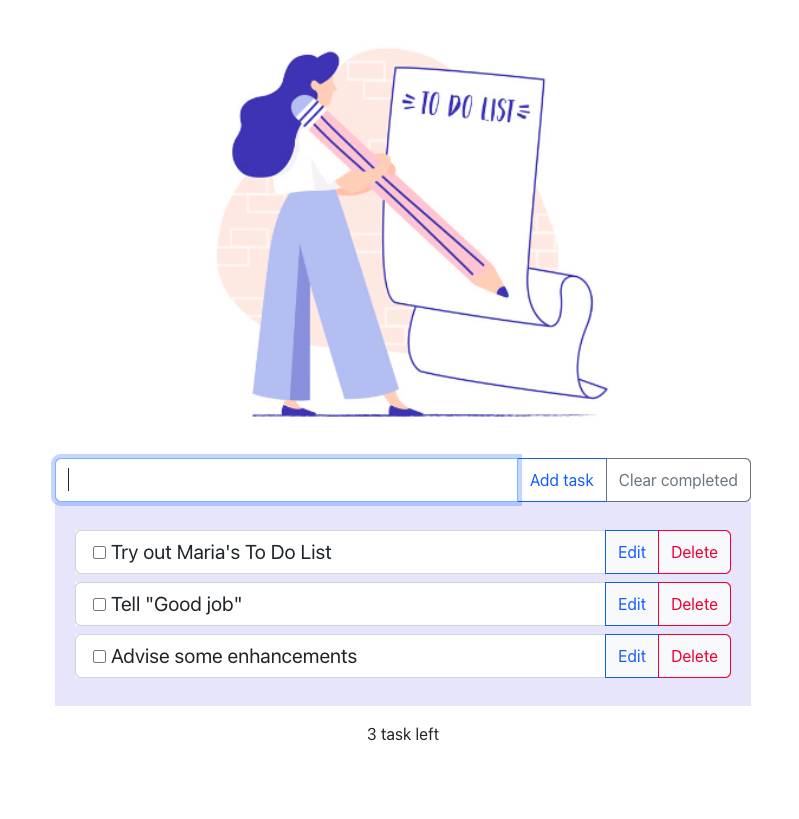 TO DO LIST
Add task Clear completed
Try out Maria's To Do List Edit Delete
Tell "Good job" Edit Delete
Advise some enhancements Edit Delete
3 task left